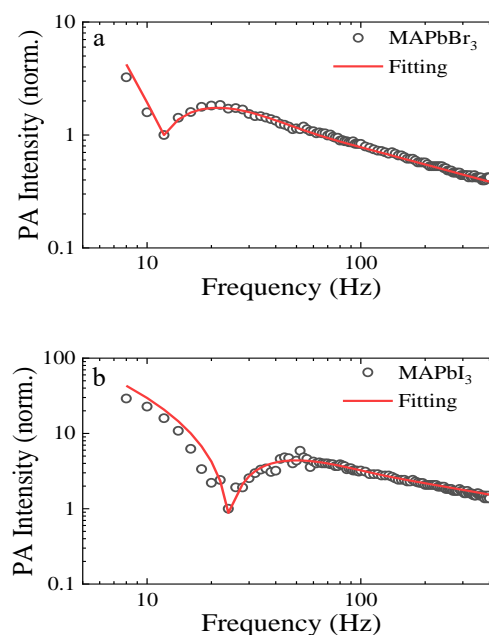 a
MAPbBr3
Fitting
10
1
0.1
PA Intensity (norm.)
10
100
Frequency (Hz)
b
MAPbI3
Fitting
100
10
1
0.1
PA Intensity (norm.)
10
100
Frequency (Hz)